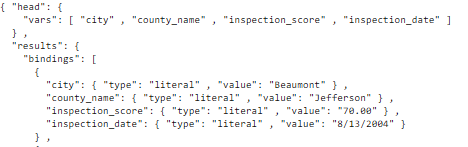 { "head": {
"vars": [ "city" , "county_name" , "inspection_score" , "inspection_date" ]
} ,
"results": {
"bindings": [
{
"city": { "type": "literal" , "value": "Beaumont" } ,
"county_name": { "type": "literal" , "value": "Jefferson" } ,
"inspection_score": { "type": "literal" , "value": "70.00" } ,
"inspection_date": { "type": "literal" , "value": "8/13/2004" }
} ,